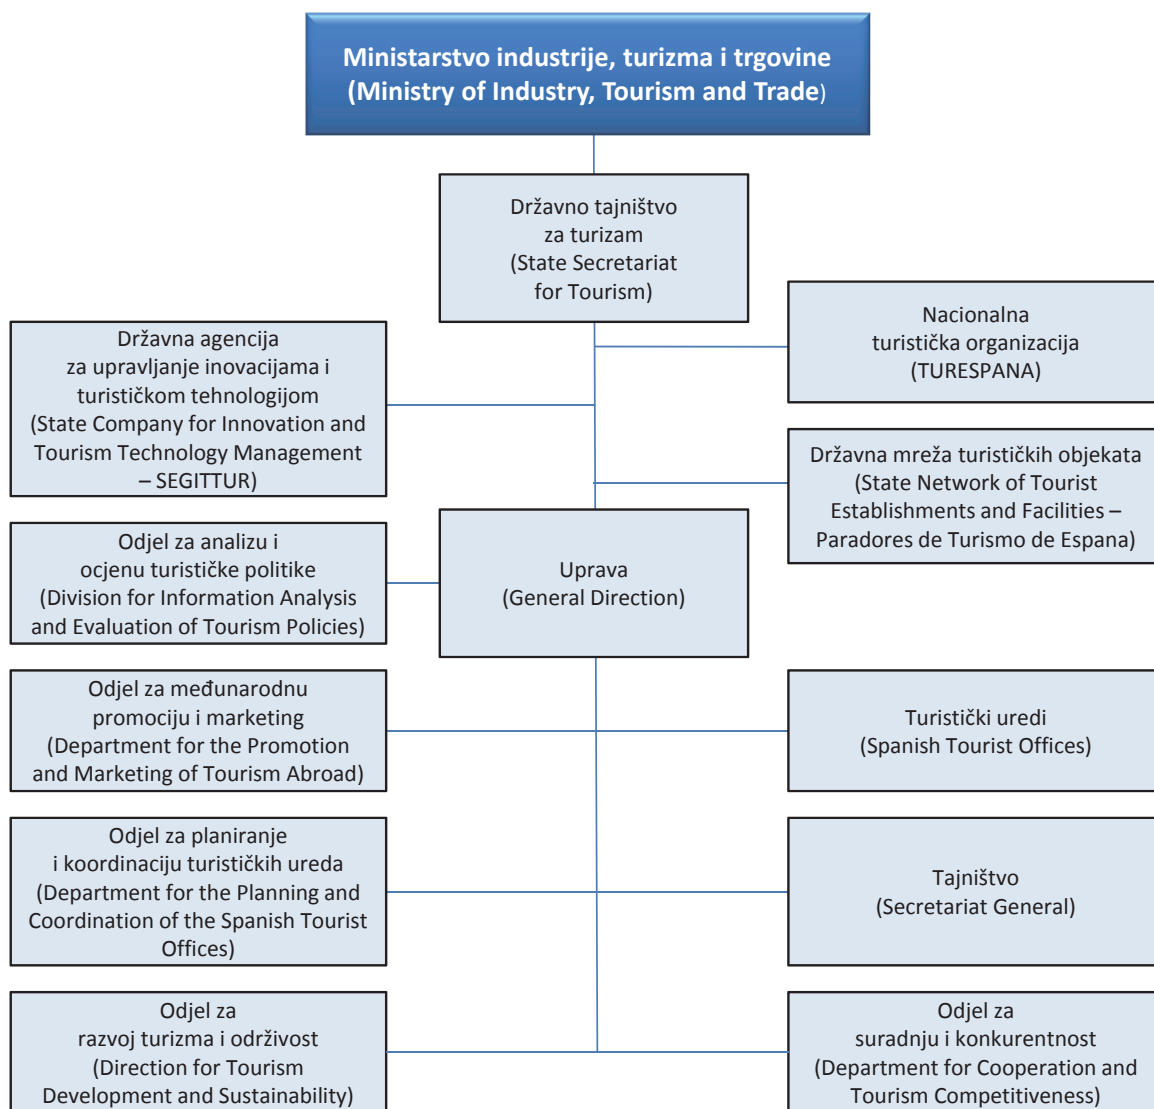 Ministarstvo industrije, turizma i trgovine
(Ministry of Industry, Tourism and Trade)
Državno tajništvo
za turizam
(State Secretariat
for Tourism)
Državna agencija
za upravljanje inovacijama i
turističkom tehnologijom
(State Company for Innovation and
Tourism Technology Management
– SEGITTUR)
Nacionalna
turistička organizacija
(TURESPANA)
Državna mreža turističkih objekata
(State Network of Tourist
Establishments and Facilities –
Paradores de Turismo de Espana)
Odjel za analizu i
ocjenu turističke politike
(Division for Information Analysis
and Evaluation of Tourism Policies)
Uprava
(General Direction)
Odjel za međunarodnu
promociju i marketing
(Department for the Promotion
and Marketing of Tourism Abroad)
Turistički uredi
(Spanish Tourist Offices)
Odjel za planiranje
i koordinaciju turističkih ureda
(Department for the Planning and
Coordination of the Spanish Tourist
Offices)
Tajništvo
(Secretariat General)
Odjel za
razvoj turizma i održivost
(Direction for Tourism
Development and Sustainability)
Odjel za
suradnju i konkurentnost
(Department for Cooperation and
Tourism Competitiveness)